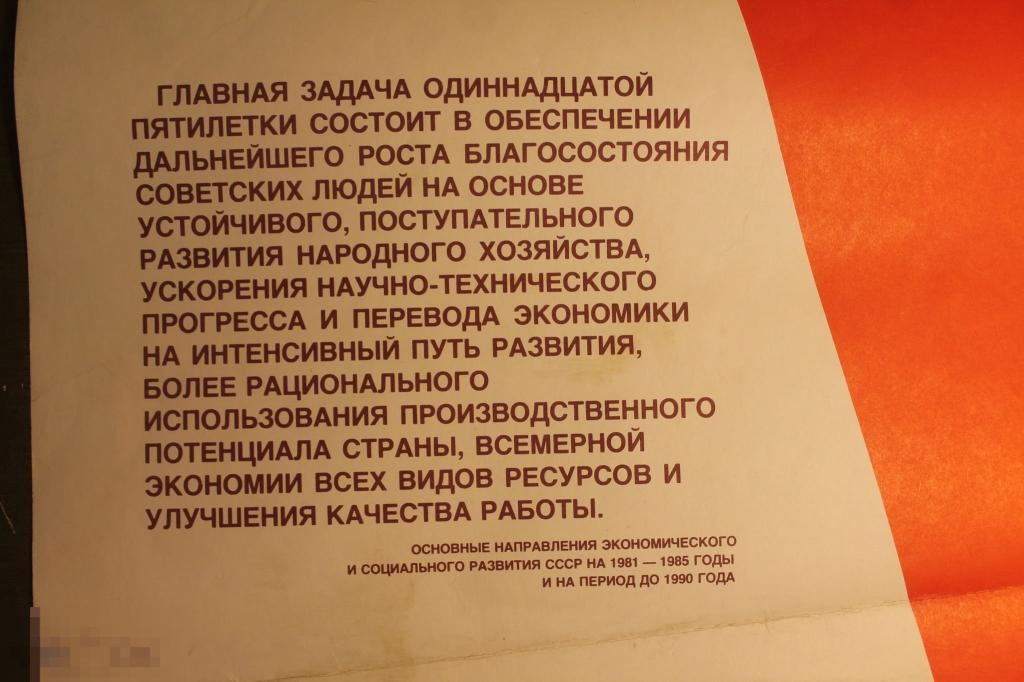 ГЛАВНАЯ ЗАДАЧА ОДИННАДЦАТОЙ
ПЯТИЛЕТКИ СОСТОИТ В ОБЕСПЕЧЕНИИ
ДАЛЬНЕЙШЕГО РОСТА БЛАГОСОСТОЯНИЯ
СОВЕТСКИХ ЛЮДЕЙ НА ОСНОВЕ
УСТОЙЧИВОГО, ПОСТУПАТЕЛЬНОГО
РАЗВИТИЯ НАРОДНОГО ХОЗЯЙСТВА,
УСКОРЕНИЯ НАУЧНО-ТЕХНИЧЕСКОГО
ПРОГРЕССА И ПЕРЕВОДА ЭКОНОМИКИ
НА ИНТЕНСИВНЫЙ ПУТЬ РАЗВИТИЯ,
БОЛЕЕ РАЦИОНАЛЬНОГО
ИСПОЛЬЗОВАНИЯ ПРОИЗВОДСТВЕННОГО
ПОТЕНЦИАЛА СТРАНЫ, ВСЕМЕРНОЙ
ЭКОНОМИИ ВСЕХ ВИДОВ РЕСУРСОВ И
УЛУЧШЕНИЯ КАЧЕСТВА РАБОТЫ.
ОСНОВНЫЕ НАПРАВЛЕНИЯ ЭКОНОМИЧЕСКОГО
И СОЦИАЛЬНОГО РАЗВИТИЯ СССР НА 1981 — 1985 ГОДЫ
И НА ПЕРИОД ДО 1990 ГОДА